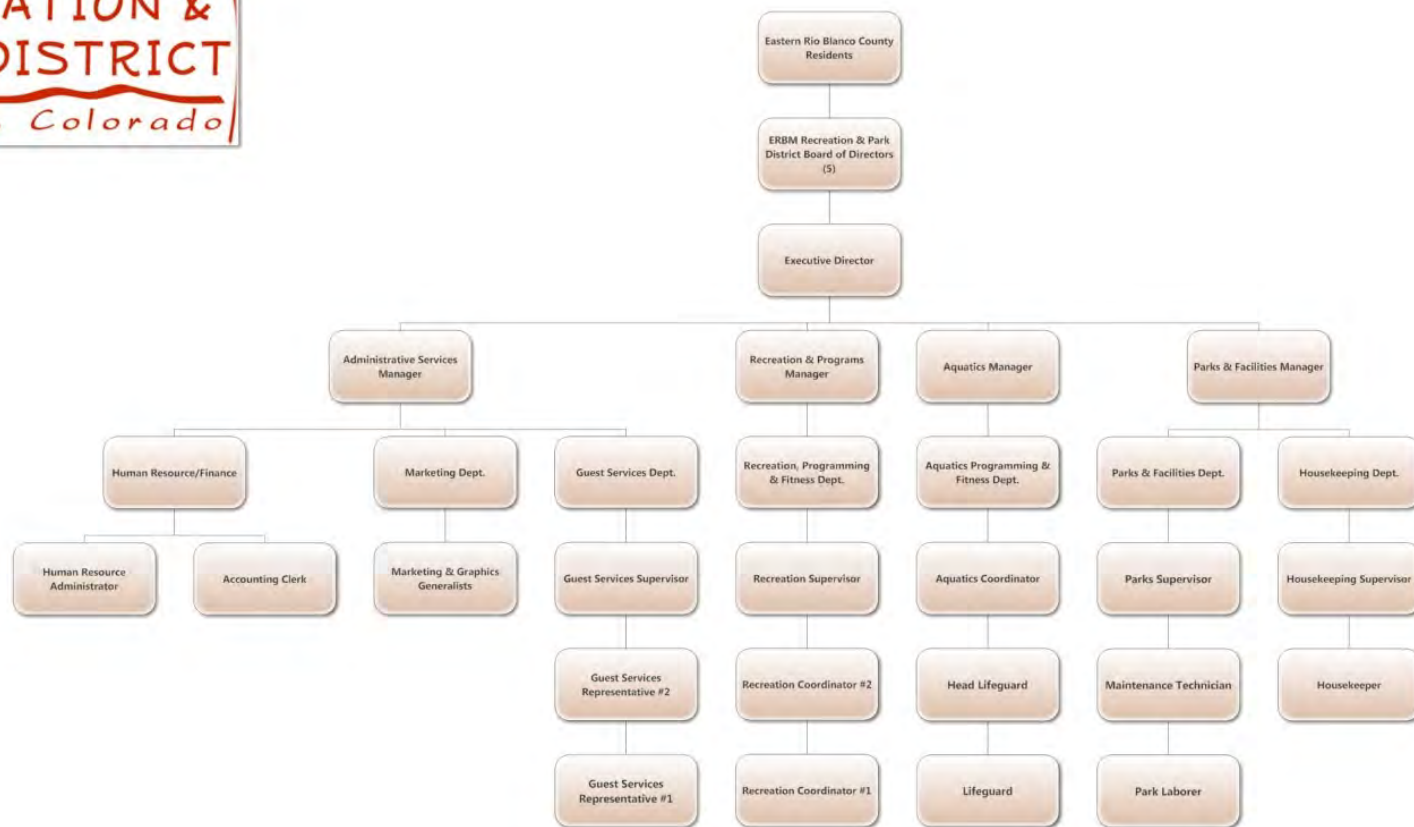 ATION &
DISTRICT
Colorado
Eastern Rio Blanco County
Residents
ERBM Recreation & Park
District Board of Directors
(5)
Executive Director
Administrative Services
Manager
Recreation & Programs
Manager
Aquatics Manager
Parks & Facilities Manager
Human Resource/Finance
Marketing Dept.
Guest Services Dept.
Recreation, Programming
& Fitness Dept.
Aquatics Programming &
Fitness Dept.
Parks & Facilities Dept.
Housekeeping Dept.
Human Resource
Administrator
Accounting Clerk
Marketing & Graphics
Generalists
Guest Services Supervisor
Recreation Supervisor
Aquatics Coordinator
Parks Supervisor
Housekeeping Supervisor
Guest Services
Representative #2
Recreation Coordinator #2
Head Lifeguard
Maintenance Technician
Housekeeper
Guest Services
Representative #1
Recreation Coordinator #1
Lifeguard
Park Laborer